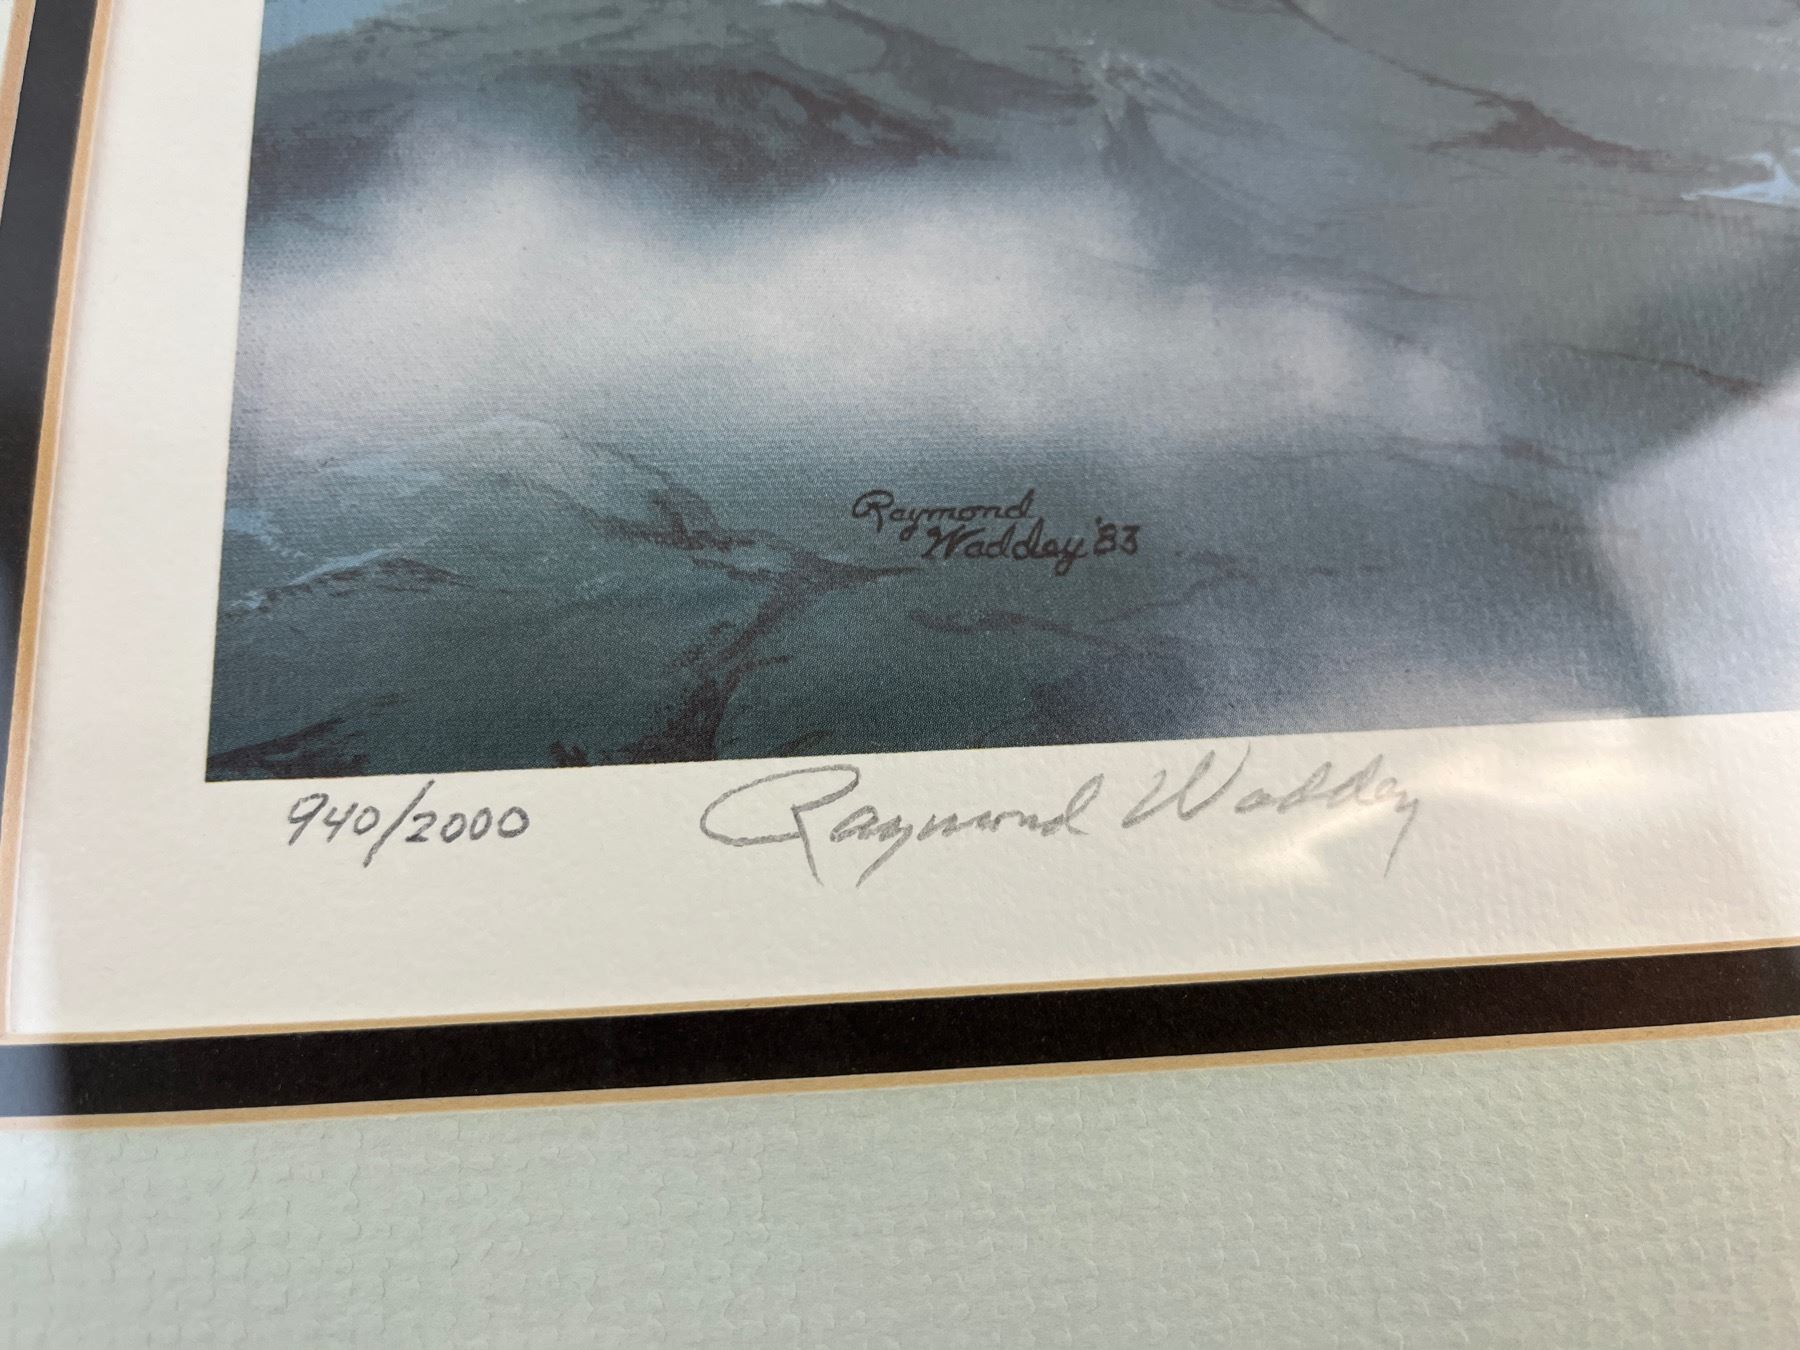 Raymond
Waddey '83
940/2000 Raymond Waddey